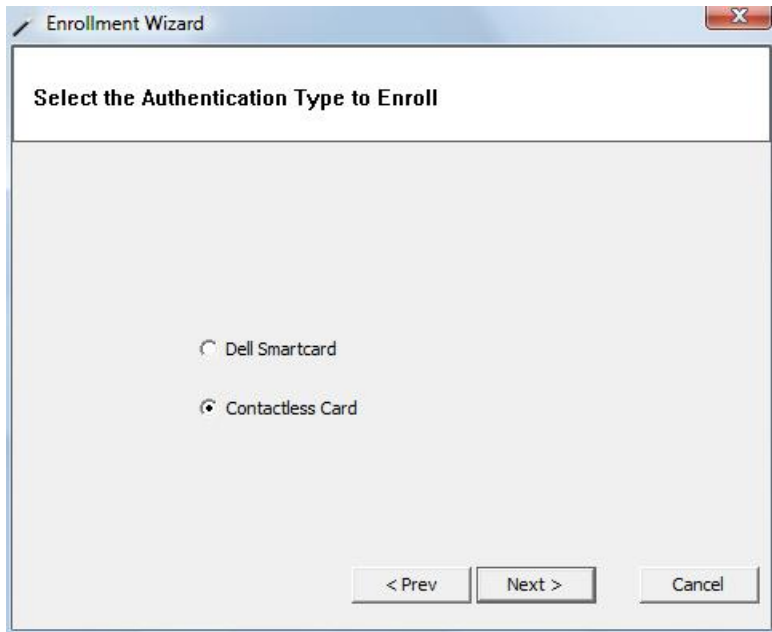 Enrollment Wizard
X
Select the Authentication Type to Enroll
Dell Smartcard
Contactless Card
< Prev
Next >
Cancel